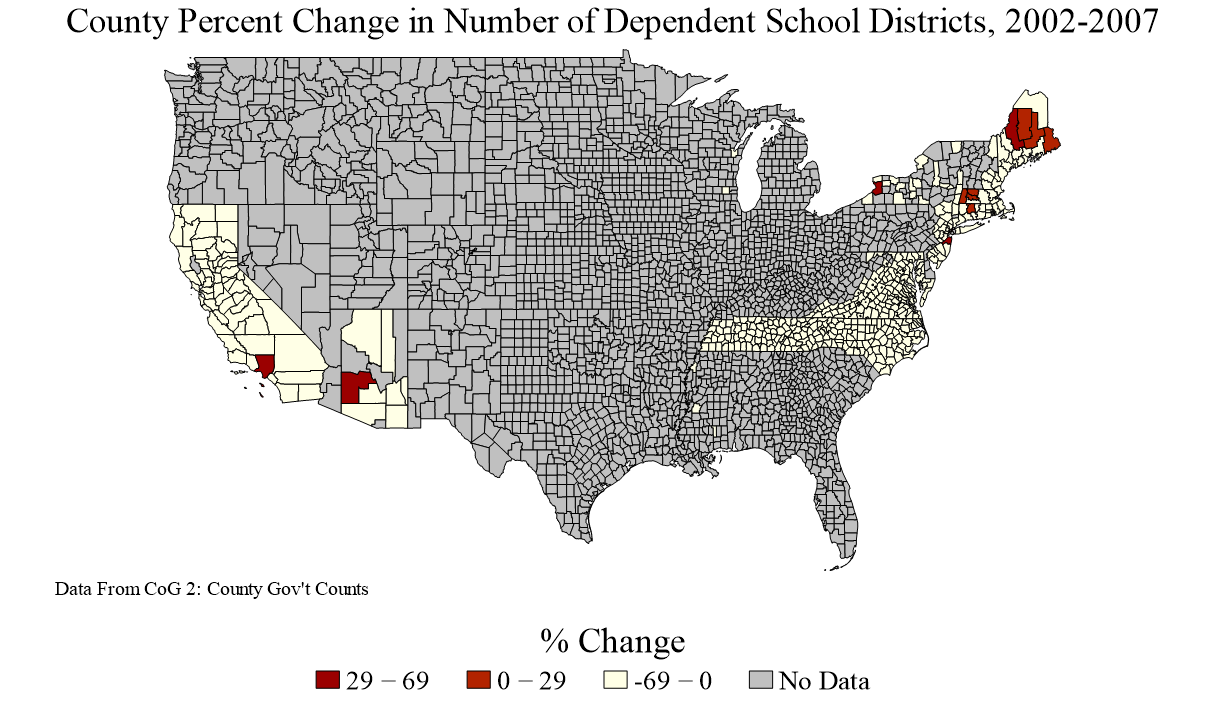 County Percent Change in Number of Dependent School Districts, 2002-2007
Data From CoG 2: County Gov't Counts
% Change
29 − 69
0 − 29
-69 − 0
No Data